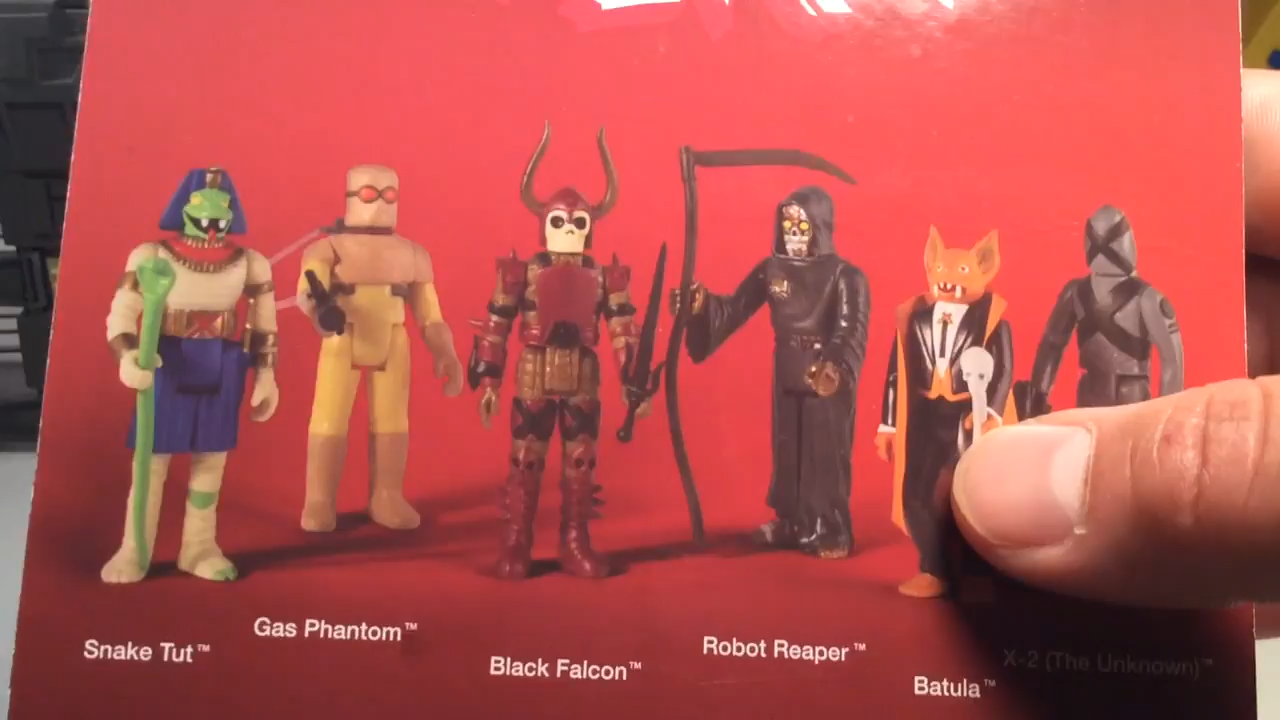 Snake Tut™
Gas Phantom™
Black Falcon™
Robot Reaper™
Batula™
X-2 (The Unknown)™